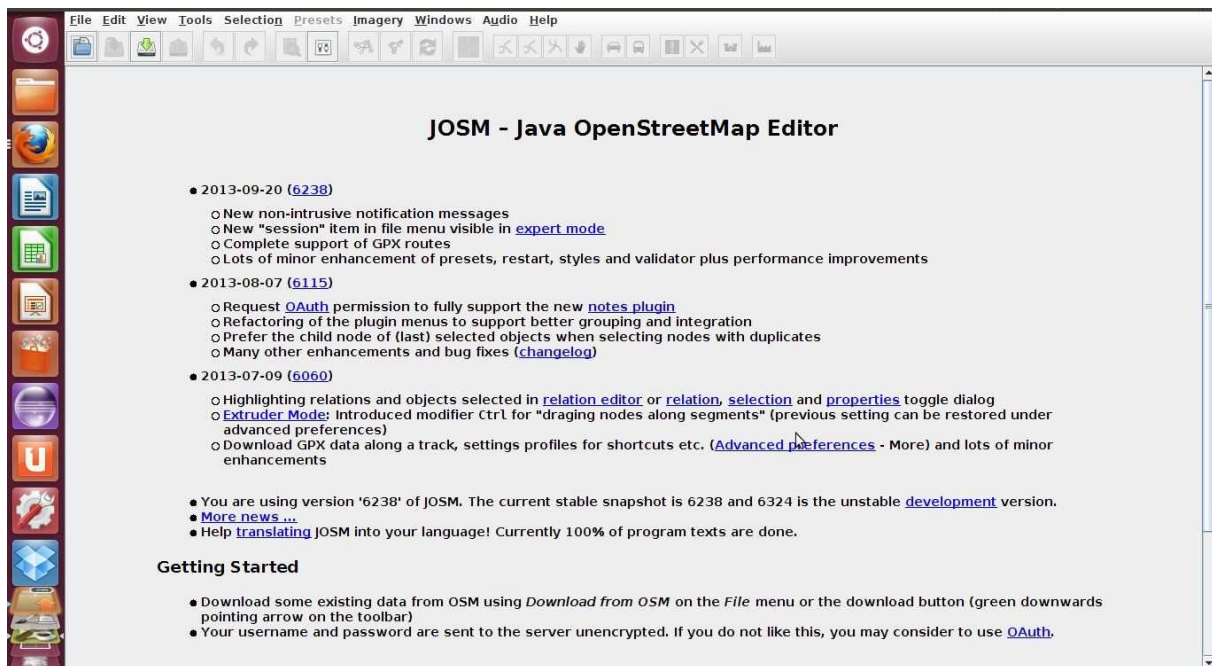 File Edit View Tools Selection Presets Imagery Windows Audio Help
JOSM - Java OpenStreetMap Editor
2013-09-20 (6238)
New non-intrusive notification messages
New "session" item in file menu visible in expert mode
Complete support of GPX routes
Lots of minor enhancement of presets, restart, styles and validator plus performance improvements
2013-08-07 (6115)
Request OAuth permission to fully support the new notes plugin
Refactoring of the plugin menus to support better grouping and integration
Prefer the child node of (last) selected objects when selecting nodes with duplicates
Many other enhancements and bug fixes (changelog)
2013-07-09 (6060)
Highlighting relations and objects selected in relation editor or relation, selection and properties toggle dialog
Extruder Mode: Introduced modifier Ctrl for "draging nodes along segments" (previous setting can be restored under
advanced preferences)
Download GPX data along a track, settings profiles for shortcuts etc. (Advanced preferences - More) and lots of minor
enhancements
You are using version '6238' of JOSM. The current stable snapshot is 6238 and 6324 is the unstable development version.
More news ...
Help translating JOSM into your language! Currently 100% of program texts are done.
Getting Started
Download some existing data from OSM using Download from OSM on the File menu or the download button (green downwards
pointing arrow on the toolbar)
Your username and password are sent to the server unencrypted. If you do not like this, you may consider to use OAuth.